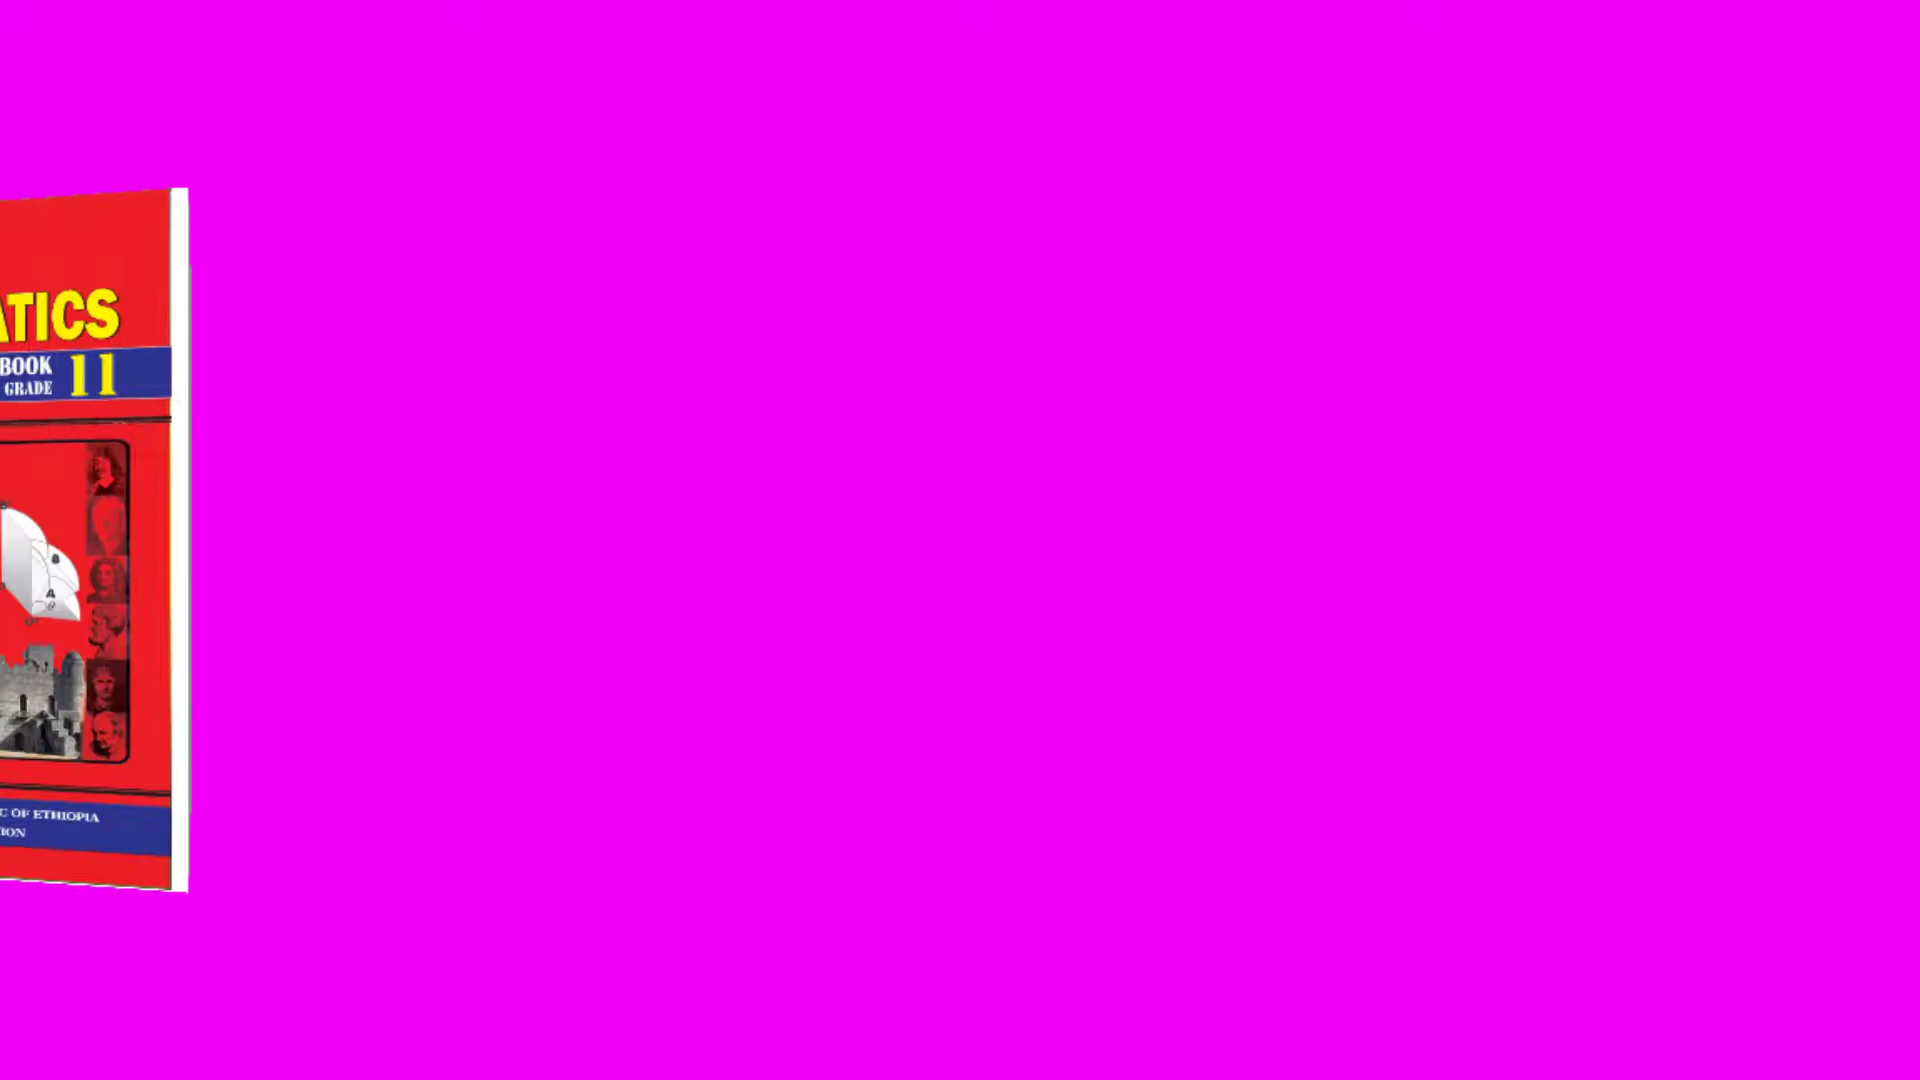 ATICS
BOOK
GRADE 11
C OF ETHIOPIA
ION
B
A